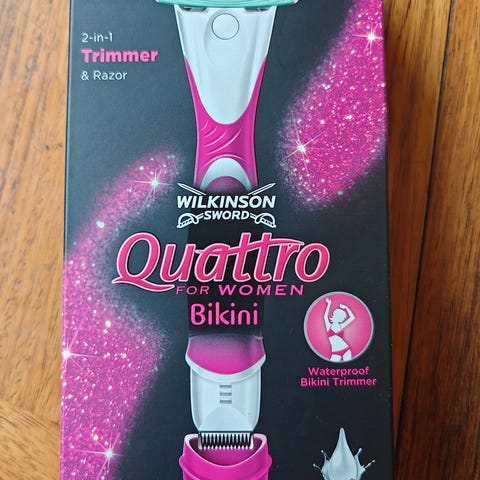 2-in-1
Trimmer
& Razor
WILKINSON
SWORD
Quattro
FOR WOMEN
Bikini
Waterproof
Bikini Trimmer